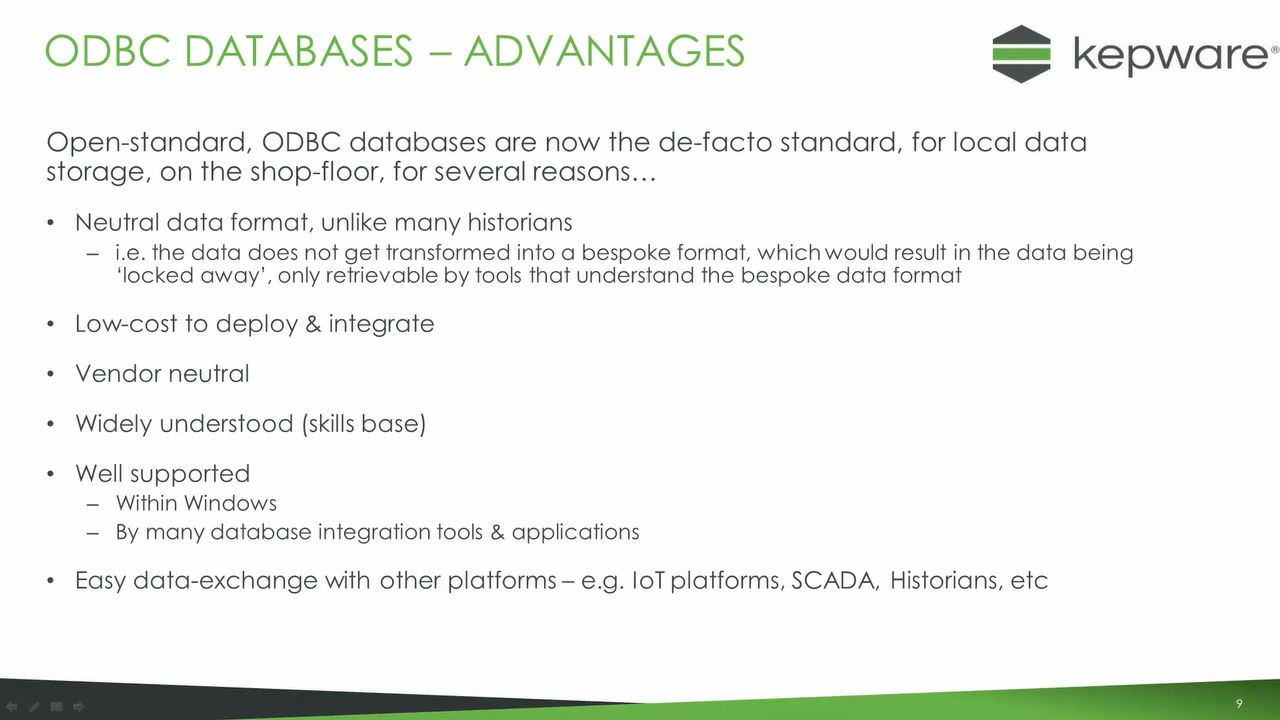 ODBC DATABASES – ADVANTAGES
kepware®
Open-standard, ODBC databases are now the de-facto standard, for local data
storage, on the shop-floor, for several reasons…
• Neutral data format, unlike many historians
– i.e. the data does not get transformed into a bespoke format, which would result in the data being
‘locked away’, only retrievable by tools that understand the bespoke data format
• Low-cost to deploy & integrate
• Vendor neutral
• Widely understood (skills base)
• Well supported
– Within Windows
– By many database integration tools & applications
• Easy data-exchange with other platforms – e.g. IoT platforms, SCADA, Historians, etc
9